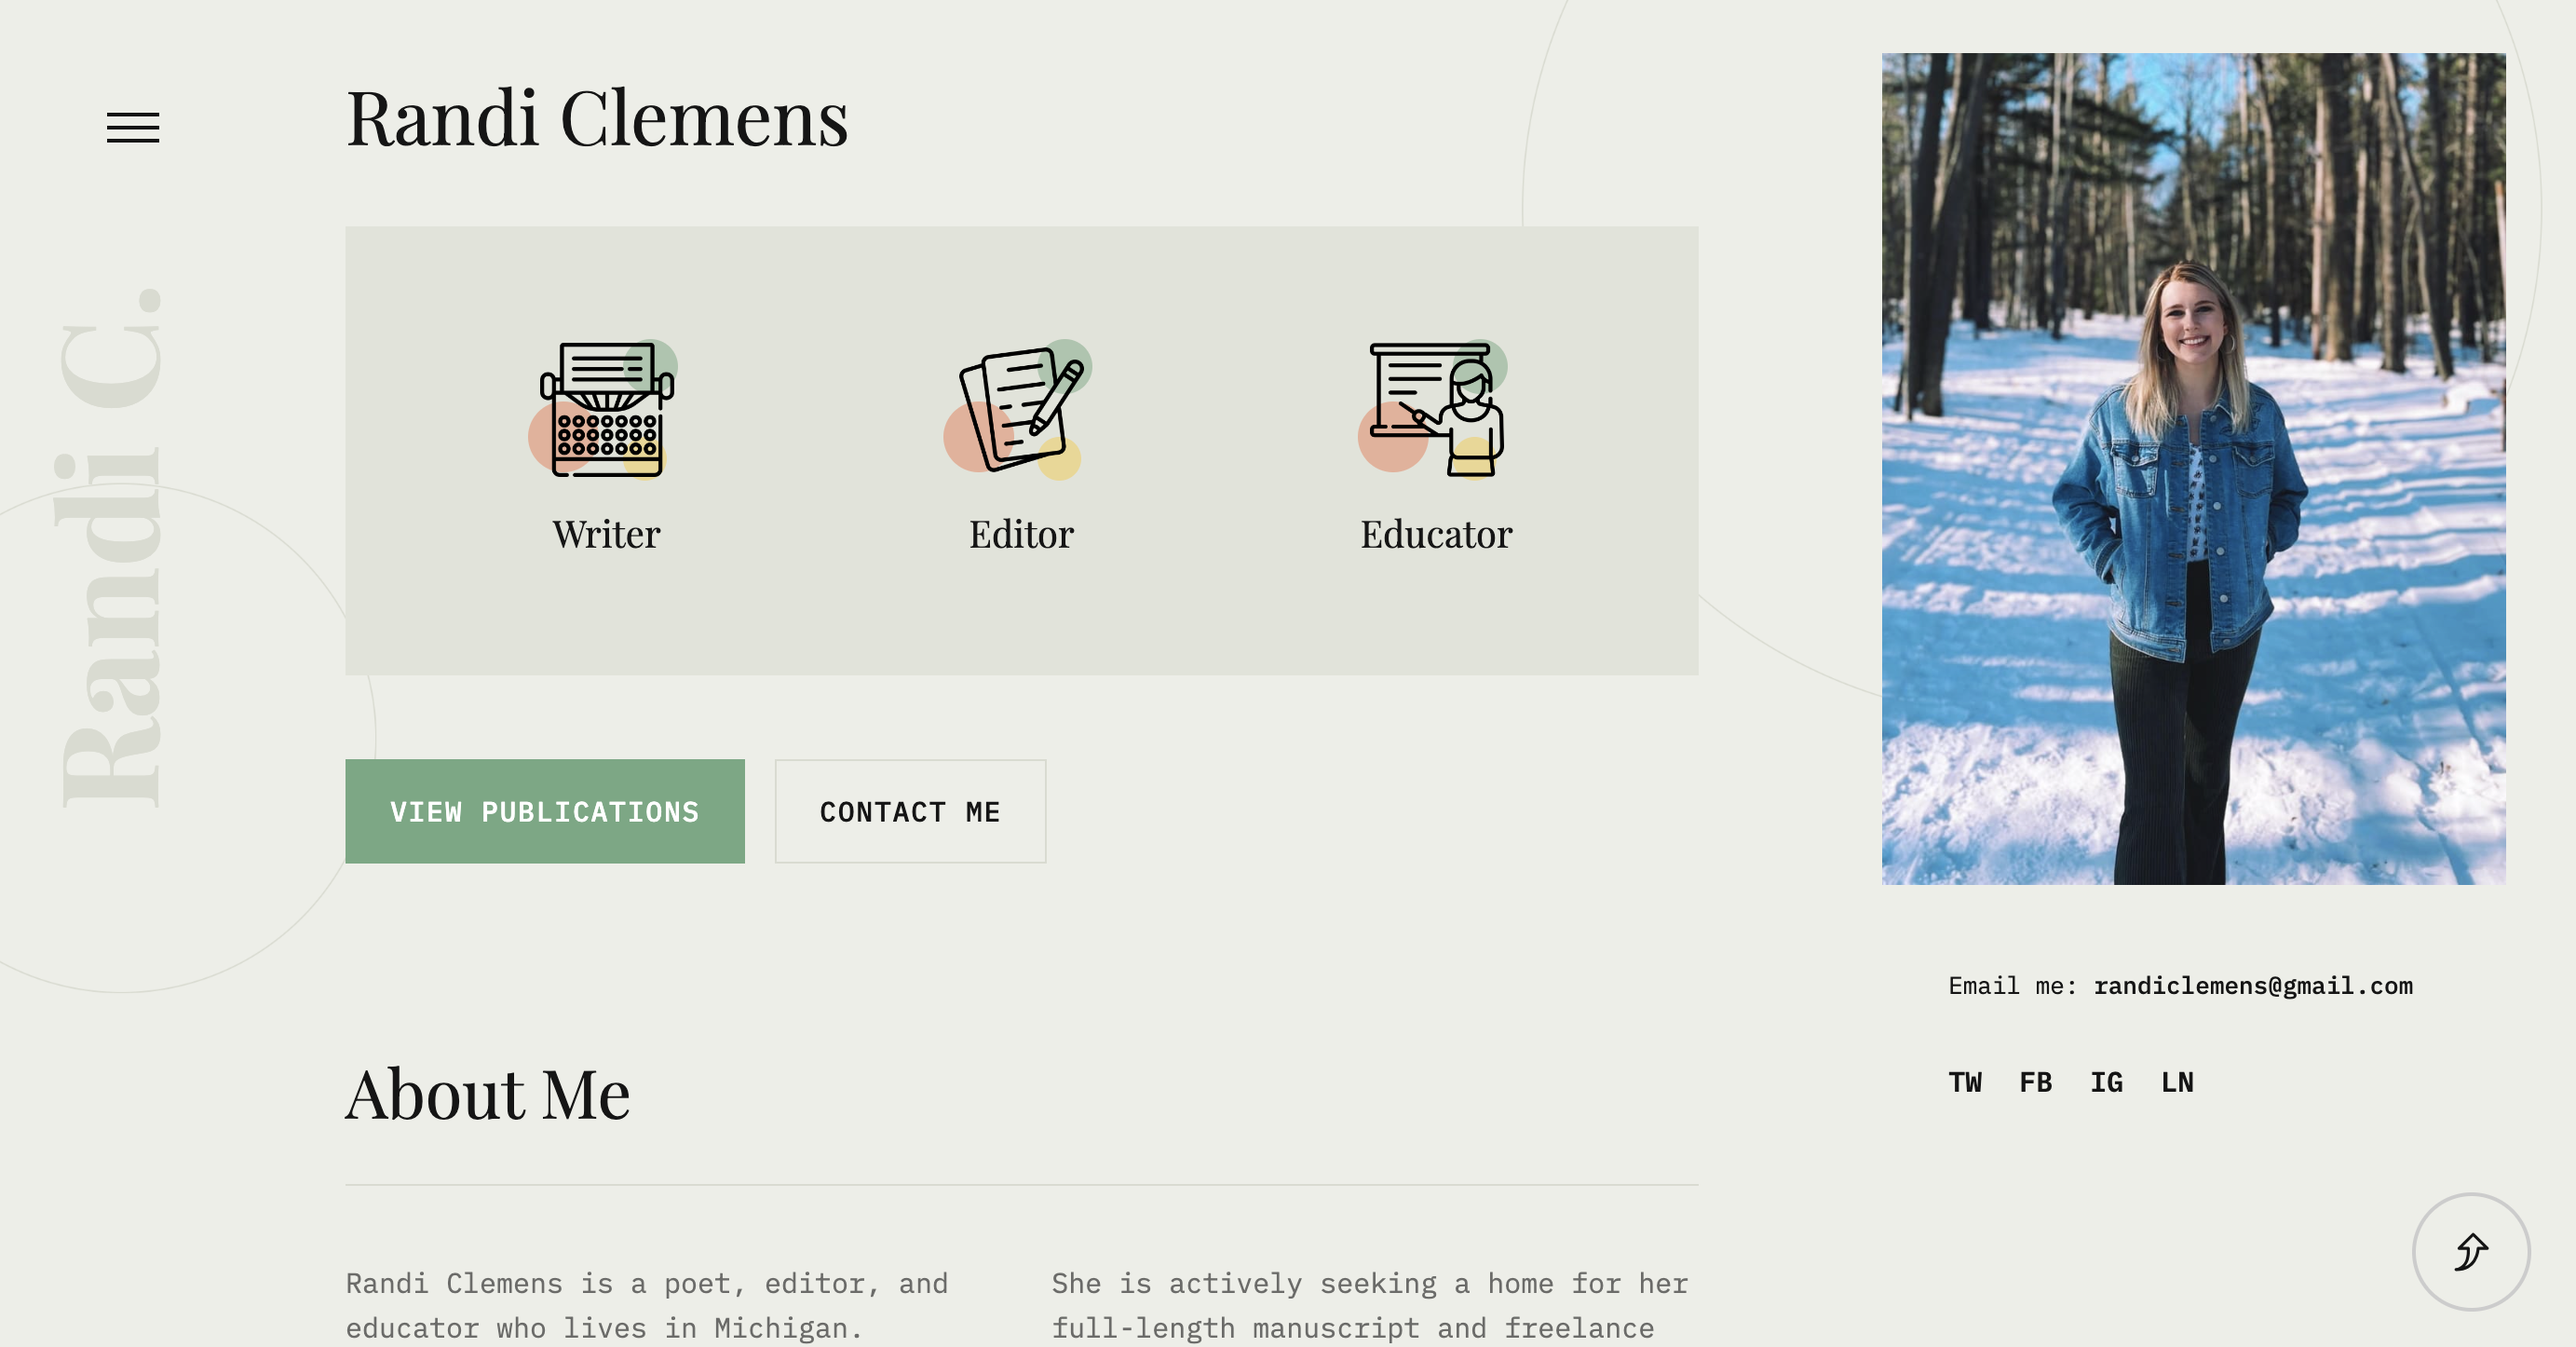 Randi C.
Randi Clemens
Writer
Editor
Educator
VIEW PUBLICATIONS
CONTACT ME
Email me: randiclemens@gmail.com
TW FB IG LN
About Me
Randi Clemens is a poet, editor, and
educator who lives in Michigan.
She is actively seeking a home for her
full-length manuscript and freelance